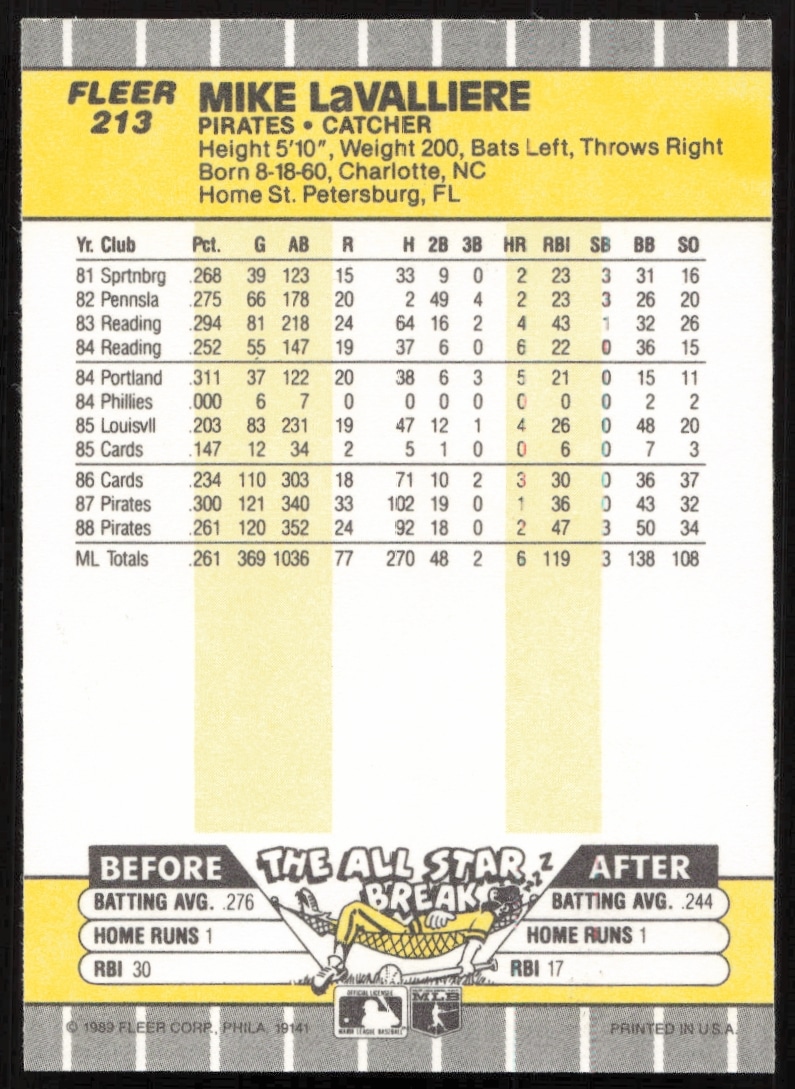 FLEER
213
MIKE LaVALLIERE
PIRATES • CATCHER
Height 5'10", Weight 200, Bats Left, Throws Right
Born 8-18-60, Charlotte, NC
Home St. Petersburg, FL
Yr. Club Pct. G AB R H 2B 3B HR RBI SB BB SO
81 Sprtnbrg .268 39 123 15 33 9 0 2 23 3 31 16
82 Pennsla .275 66 178 20 2 49 4 2 23 3 26 20
83 Reading .294 81 218 24 64 16 2 4 43 1 32 26
84 Reading .252 55 147 19 37 6 0 6 22 0 36 15
84 Portland .311 37 122 20 38 6 3 5 21 0 15 11
84 Phillies .000 6 7 0 0 0 0 0 0 0 2 2
85 Louisvll .203 83 231 19 47 12 1 4 26 0 48 20
85 Cards .147 12 34 2 5 1 0 0 6 0 7 3
86 Cards .234 110 303 18 71 10 2 3 30 0 36 37
87 Pirates .300 121 340 33 102 19 0 1 36 0 43 32
88 Pirates .261 120 352 24 92 18 0 2 47 3 50 34
ML Totals .261 369 1036 77 270 48 2 6 119 3 138 108
BEFORE THE ALL STAR BREAK zzZ AFTER
BATTING AVG. .276 BATTING AVG. .244
HOME RUNS 1 HOME RUNS 1
RBI 30 RBI 17
OFFICIAL LICENSEE
MAJOR LEAGUE BASEBALL
MLB
© 1989 FLEER CORP., PHILA. 19141 PRINTED IN U.S.A.